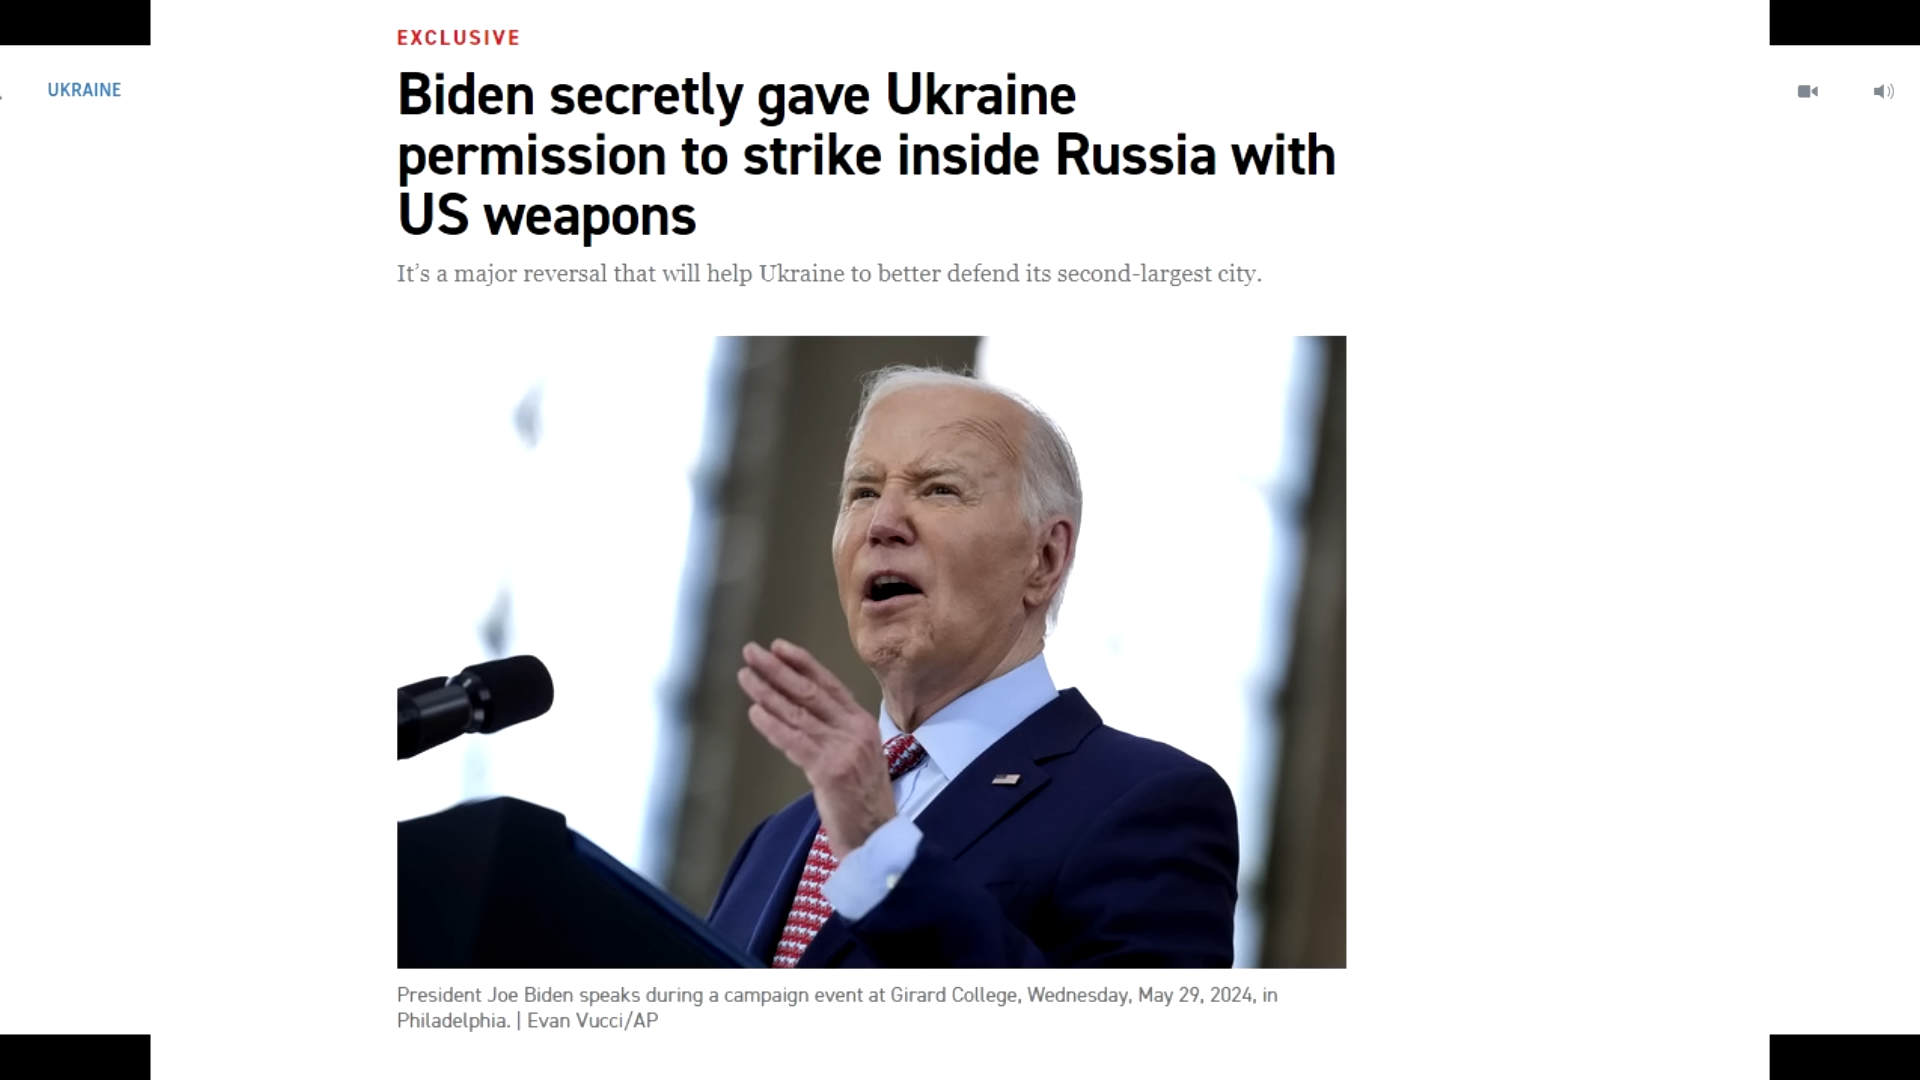 EXCLUSIVE
UKRAINE
Biden secretly gave Ukraine
permission to strike inside Russia with
US weapons
It’s a major reversal that will help Ukraine to better defend its second-largest city.
President Joe Biden speaks during a campaign event at Girard College, Wednesday, May 29, 2024, in
Philadelphia. | Evan Vucci/AP